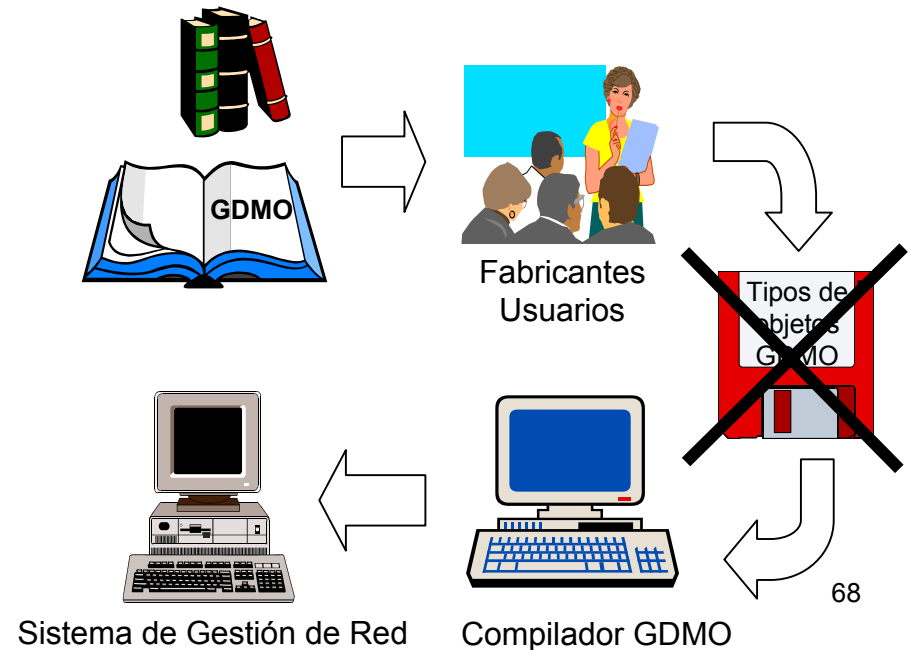 GDMO
Fabricantes
Usuarios
Tipos de
objetos
GDMO
68
Sistema de Gestión de Red
Compilador GDMO